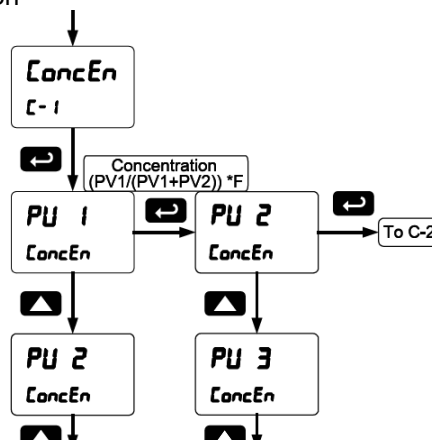 ConcEn
C-1
Concentration
(PV1/(PV1+PV2)) *F
PU 1
ConcEn
PU 2
ConcEn
To C-2
PU 2
ConcEn
PU 3
ConcEn